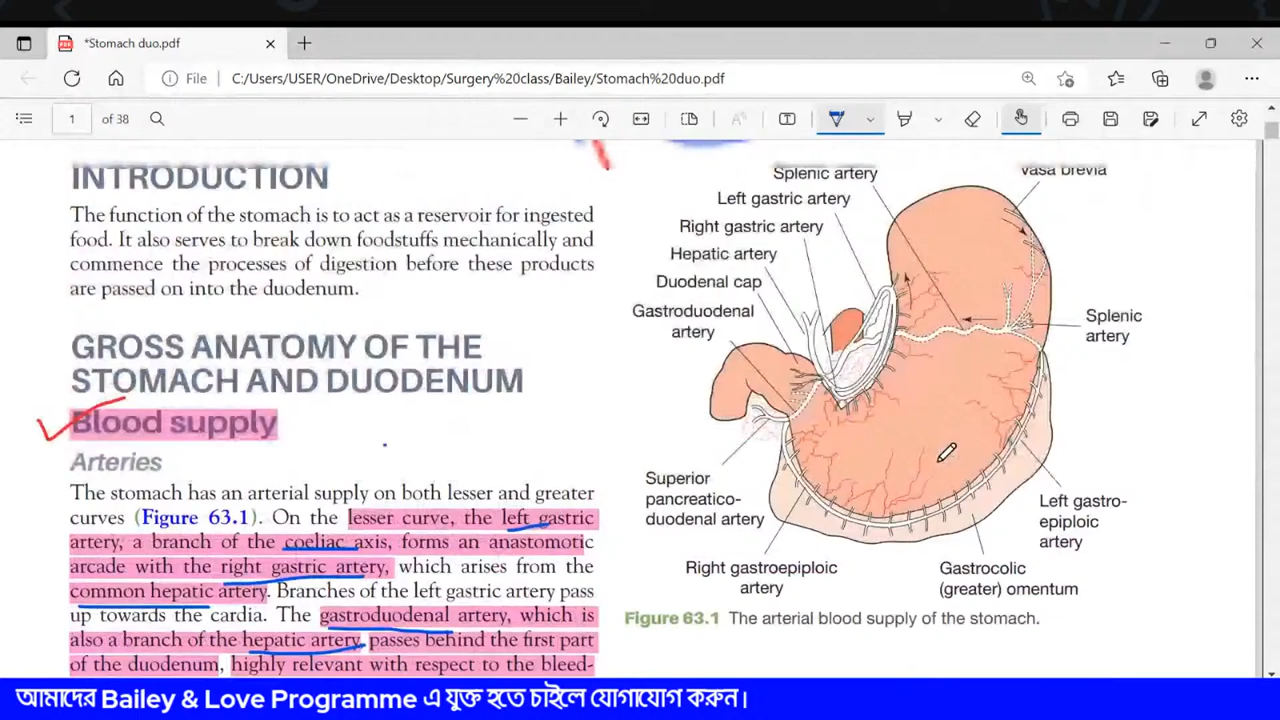 *Stomach duo.pdf
File
C:/Users/USER/OneDrive/Desktop/Surgery%20class/Bailey/Stomach%20duo.pdf
1 of 38
INTRODUCTION
The function of the stomach is to act as a reservoir for ingested
food. It also serves to break down foodstuffs mechanically and
commence the processes of digestion before these products
are passed on into the duodenum.
GROSS ANATOMY OF THE
STOMACH AND DUODENUM
Blood supply
Arteries
The stomach has an arterial supply on both lesser and greater
curves (Figure 63.1). On the lesser curve, the left gastric
artery, a branch of the coeliac axis, forms an anastomotic
arcade with the right gastric artery, which arises from the
common hepatic artery. Branches of the left gastric artery pass
up towards the cardia. The gastroduodenal artery, which is
also a branch of the hepatic artery, passes behind the first part
of the duodenum, highly relevant with respect to the bleed-
Splenic artery
Vasa brevia
Left gastric artery
Right gastric artery
Hepatic artery
Duodenal cap
Gastroduodenal
artery
Splenic
artery
Superior
pancreatico-
duodenal artery
Left gastro-
epiploic
artery
Right gastroepiploic
artery
Gastrocolic
(greater) omentum
Figure 63.1 The arterial blood supply of the stomach.
আমাদের Bailey & Love Programme এ যুক্ত হতে চাইলে যোগাযোগ করুন।